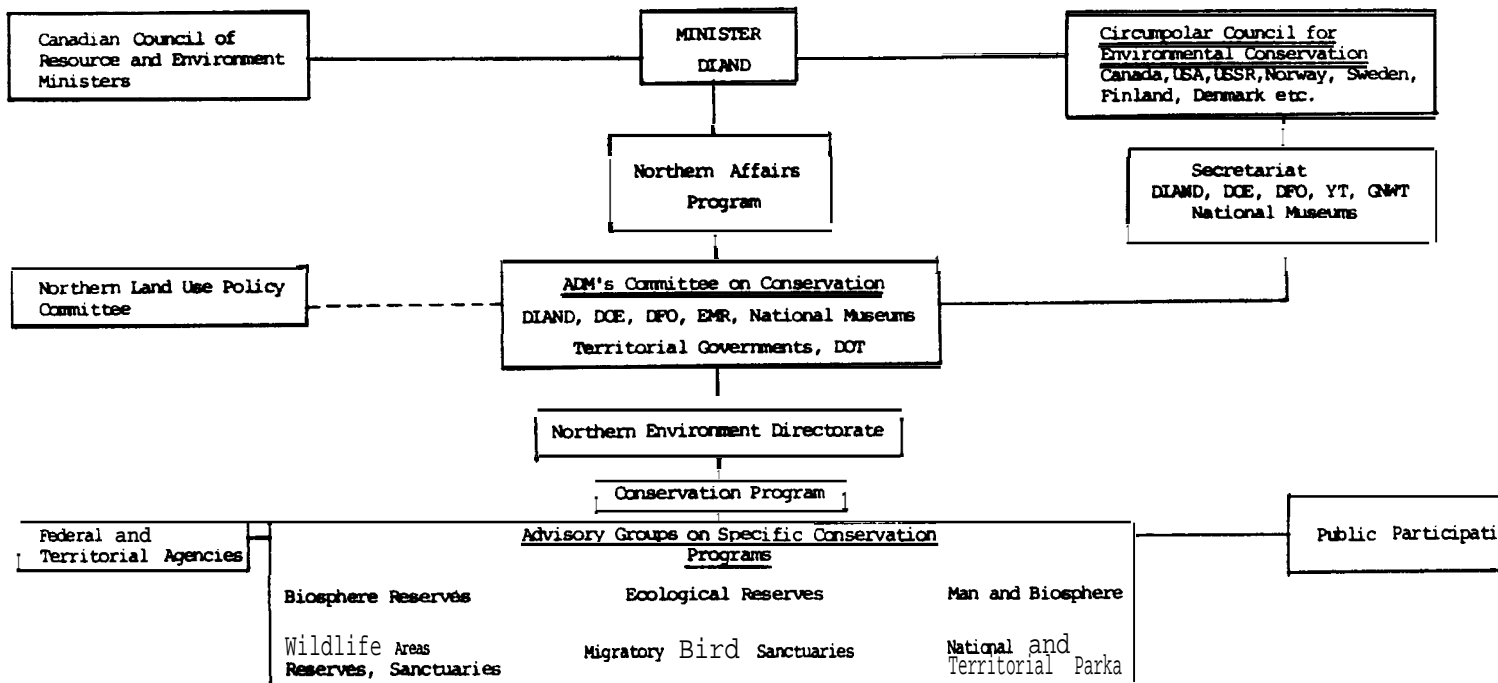 Canadian Council of
Resource and Environment
Ministers
MINISTER
DIAND
Circumpolar Council for
Environmental Conservation
Canada,USA,USSR,Norway, Sweden,
Finland, Denmark etc.
Northern Affairs
Program
Secretariat
DIAND, DOE, DFO, YT, GNWT
National Museums
Northern Land Use Policy
Committee
ADM's Committee on Conservation
DIAND, DOE, DFO, EMR, National Museums
Territorial Governments, DOT
Northern Environment Directorate
Conservation Program
Federal and
Territorial Agencies
Advisory Groups on Specific Conservation
Programs
Public Participati
Biosphere Reserves
Ecological Reserves
Man and Biosphere
Wildlife Areas
Reserves, Sanctuaries
Migratory Bird Sanctuaries
National and
Territorial Parka